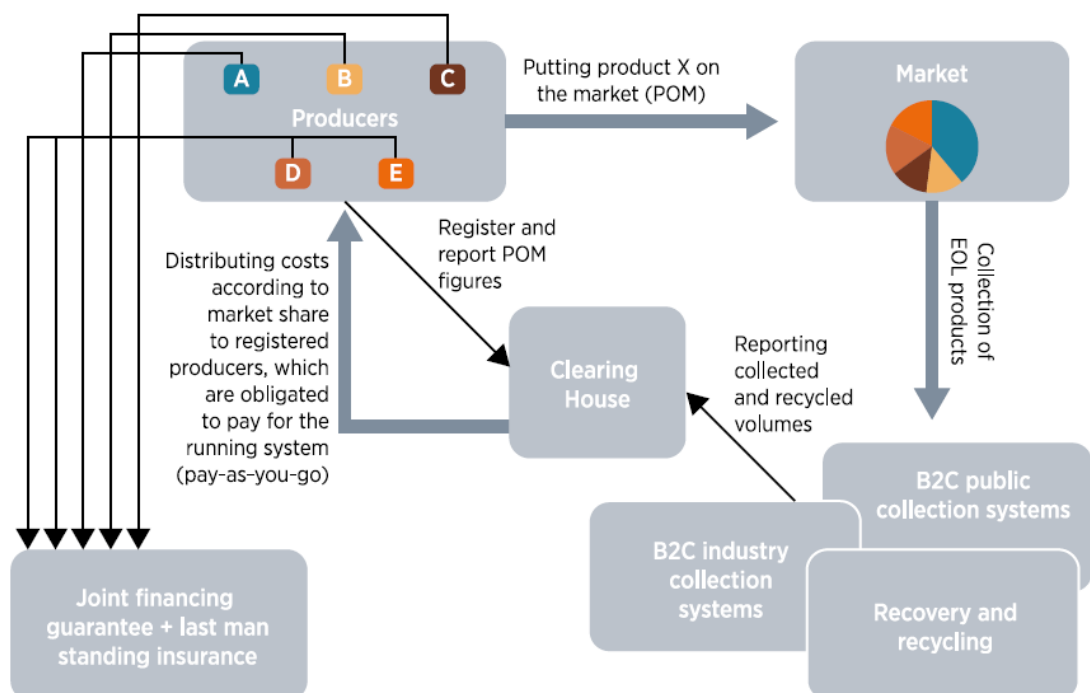 A
B
C
Producers
D
E
Putting product X on
the market (POM)
Market
Collection of
EOL products
Register and
report POM
figures
Distributing costs
according to
market share
to registered
producers, which
are obligated
to pay for the
running system
(pay-as-you-go)
Clearing
House
Reporting
collected
and recycled
volumes
B2C public
collection systems
B2C industry
collection
systems
Recovery and
recycling
Joint financing
guarantee + last man
standing insurance